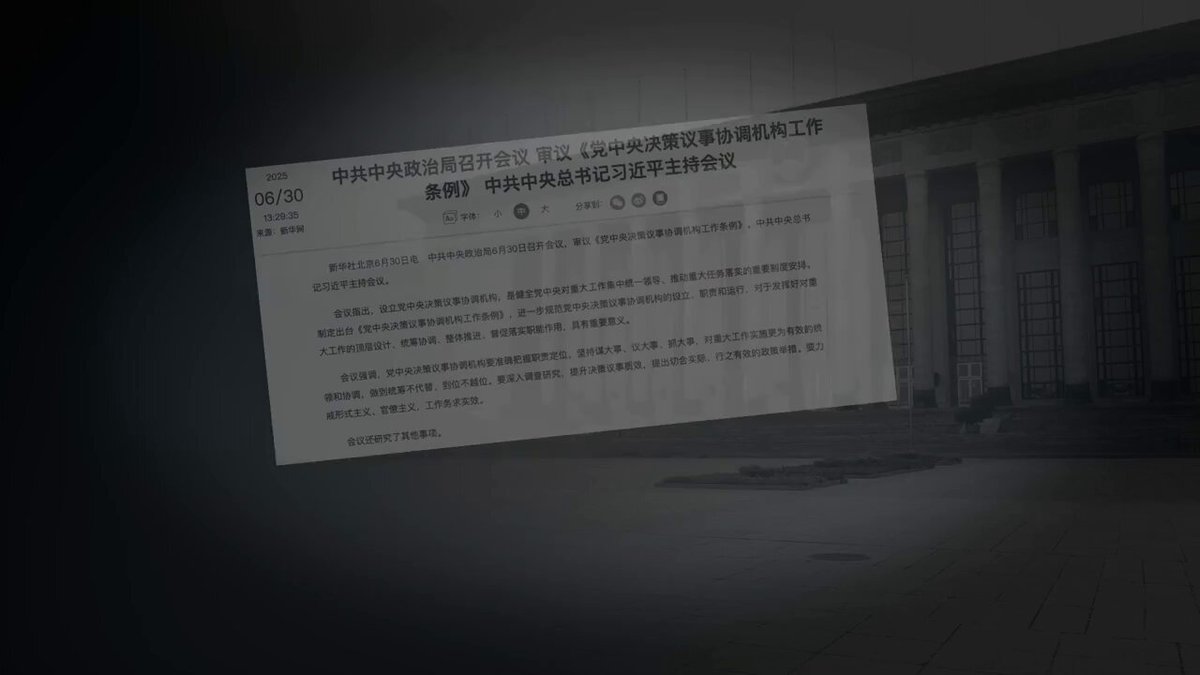 2025
06/30
13:29:35
来源：新华网
中共中央政治局召开会议 审议《党中央决策议事协调机构工作
条例》 中共中央总书记习近平主持会议
字体： 小 中 大 分享到：
新华社北京6月30日电 中共中央政治局6月30日召开会议，审议《党中央决策议事协调机构工作条例》。中共中央总书
记习近平主持会议。
会议指出，设立党中央决策议事协调机构，是健全党中央对重大工作集中统一领导、推动重大任务落实的重要制度安排。
制定出台《党中央决策议事协调机构工作条例》，进一步规范党中央决策议事协调机构的设立、职责和运行，对于发挥好对重
大工作的顶层设计、统筹协调、整体推进、督促落实职能作用，具有重要意义。
会议强调，党中央决策议事协调机构要准确把握职责定位，坚持谋大事、议大事、抓大事，对重大工作实施更为有效的统
领和协调，做到统筹不代替、到位不越位。要深入调查研究，提升决策议事质效，提出切合实际、行之有效的政策举措。要力
戒形式主义、官僚主义，工作务求实效。
会议还研究了其他事项。